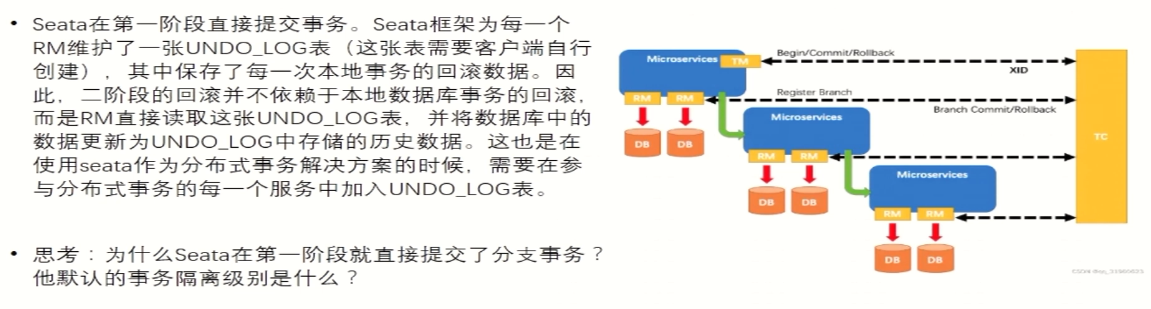 • Seata在第一阶段直接提交事务。Seata框架为每一个
RM维护了一张UNDO_LOG表（这张表需要客户端自行
创建），其中保存了每一次本地事务的回滚数据。因
此，二阶段的回滚并不依赖于本地数据库事务的回滚，
而是RM直接读取这张UNDO_LOG表，并将数据库中的
数据更新为UNDO_LOG中存储的历史数据。这也是在
使用seata作为分布式事务解决方案的时候，需要在参
与分布式事务的每一个服务中加入UNDO_LOG表。
• 思考：为什么Seata在第一阶段就直接提交了分支事务？
他默认的事务隔离级别是什么？
Microservices
TM
Begin/Commit/Rollback
XID
RM
RM
Register Branch
Branch Commit/Rollback
DB
DB
Microservices
TC
RM
RM
DB
DB
Microservices
RM
RM
DB
DB